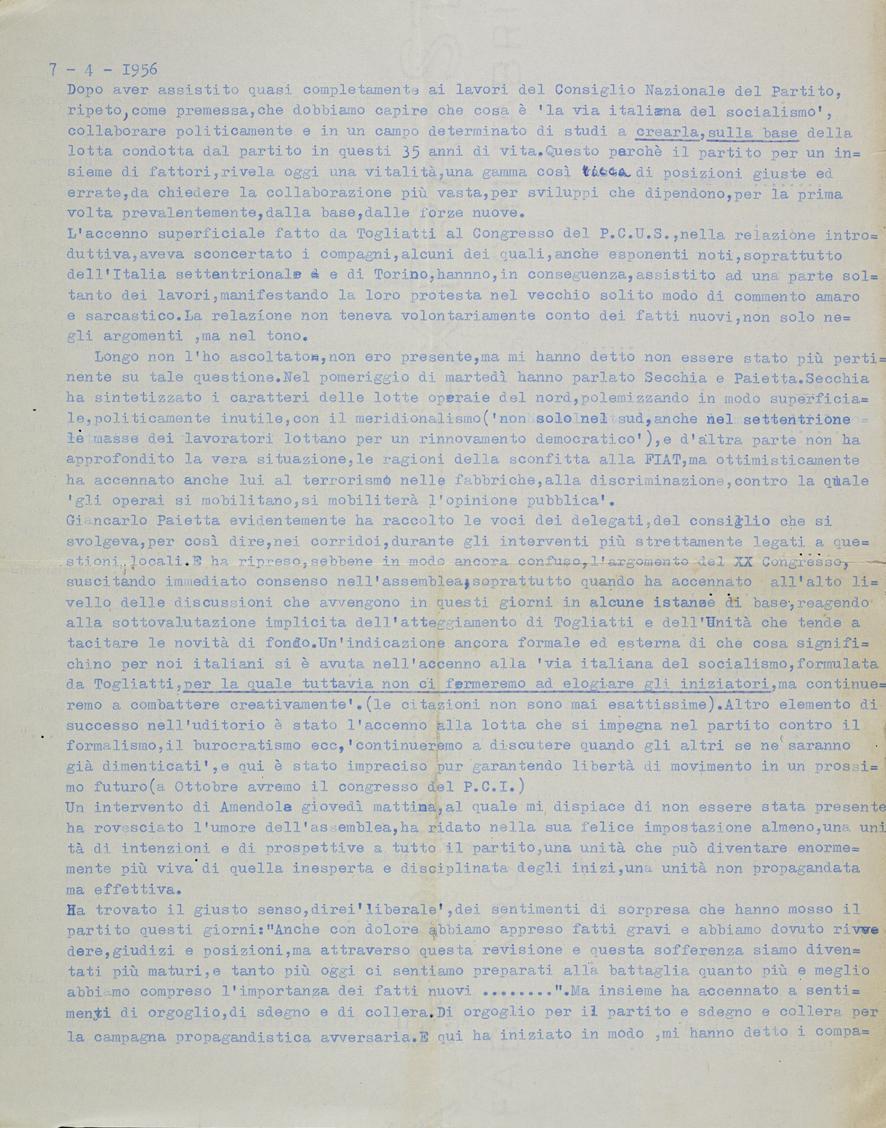 7 - 4 - 1956
Dopo aver assistito quasi completamente ai lavori del Consiglio Nazionale del Partito,
ripeto,come premessa,che dobbiamo capire che cosa è 'la via italiana del socialismo',
collaborare politicamente e in un campo determinato di studi a crearla,sulla base della
lotta condotta dal partito in questi 35 anni di vita.Questo perchè il partito per un in=
sieme di fattori,rivela oggi una vitalità,una gamma così ricca di posizioni giuste ed
errate,da chiedere la collaborazione più vasta,per sviluppi che dipendono,per la prima
volta prevalentemente,dalla base,dalle forze nuove.
L'accenno superficiale fatto da Togliatti al Congresso del P.C.U.S.,nella relazione intro=
duttiva,aveva sconcertato i compagni,alcuni dei quali,anche esponenti noti,soprattutto
dell'Italia settentrionale e di Torino,hannno,in conseguenza,assistito ad una parte sol=
tanto dei lavori,manifestando la loro protesta nel vecchio solito modo di commento amaro
e sarcastico.La relazione non teneva volontariamente conto dei fatti nuovi,non solo ne=
gli argomenti ,ma nel tono.
Longo non l'ho ascoltato,non ero presente,ma mi hanno detto non essere stato più perti=
nente su tale questione.Nel pomeriggio di martedì hanno parlato Secchia e Paietta.Secchia
ha sintetizzato i caratteri delle lotte operaie del nord,polemizzando in modo superficia=
le,politicamente inutile,con il meridionalismo('non solo nel sud,anche nel settentrione =
le masse dei lavoratori lottano per un rinnovamento democratico'),e d'altra parte non ha
approfondito la vera situazione,le ragioni della sconfitta alla FIAT,ma ottimisticamente
ha accennato anche lui al terrorismo nelle fabbriche,alla discriminazione,contro la quale
'gli operai si mobilitano,si mobiliterà l'opinione pubblica'.
Giancarlo Paietta evidentemente ha raccolto le voci dei delegati,del consiglio che si
svolgeva,per così dire,nei corridoi,durante gli interventi più strettamente legati a que=
stioni locali.E ha ripreso,sebbene in modo ancora confuso,l'argomento del XX Congresso,
suscitando immediato consenso nell'assemblea,soprattutto quando ha accennato  all'alto li=
vello delle discussioni che avvengono in questi giorni in alcune istanse di base,reagendo
alla sottovalutazione implicita dell'atteggiamento di Togliatti e dell'Unità che tende a
tacitare le novità di fondo.Un'indicazione ancora formale ed esterna di che cosa signifi=
chino per noi italiani si è avuta nell'accenno alla 'via italiana del socialismo,formulata
da Togliatti,per la quale tuttavia non ci fermeremo ad elogiare gli iniziatori,ma continue=
remo a combattere creativamente'.(le citazioni non sono mai esattissime).Altro elemento di
successo nell'uditorio è stato l'accenno alla lotta che si impegna nel partito contro il
formalismo,il burocratismo ecc,'continueremo a discutere quando gli altri se ne saranno
già dimenticati',e qui è stato impreciso pur garantendo libertà di movimento in un prossi=
mo futuro(a Ottobre avremo il congresso del P.C.I.)
Un intervento di Amendola giovedì mattina,al quale mi dispiace di non essere stata presente
ha rovesciato l'umore dell'assemblea,ha ridato nella sua felice impostazione almeno,una uni
tà di intenzioni e di prospettive a tutto il partito,una unità che può diventare enorme=
mente più viva di quella inesperta e disciplinata degli inizi,una unità non propagandata
ma effettiva.
Ha trovato il giusto senso,direi'liberale',dei sentimenti di sorpresa che hanno mosso il
partito questi giorni:"Anche con dolore abbiamo appreso fatti gravi e abbiamo dovuto rive
dere,giudizi e posizioni,ma attraverso questa revisione e questa sofferenza siamo diven=
tati più maturi,e tanto più oggi ci sentiamo preparati alla battaglia quanto più e meglio
abbiamo compreso l'importanza dei fatti nuovi ........".Ma insieme ha accennato a senti=
menti di orgoglio,di sdegno e di collera.Di orgoglio per il partito e sdegno e collera per
la campagna propagandistica avversaria.E qui ha iniziato in modo ,mi hanno detto i compa=